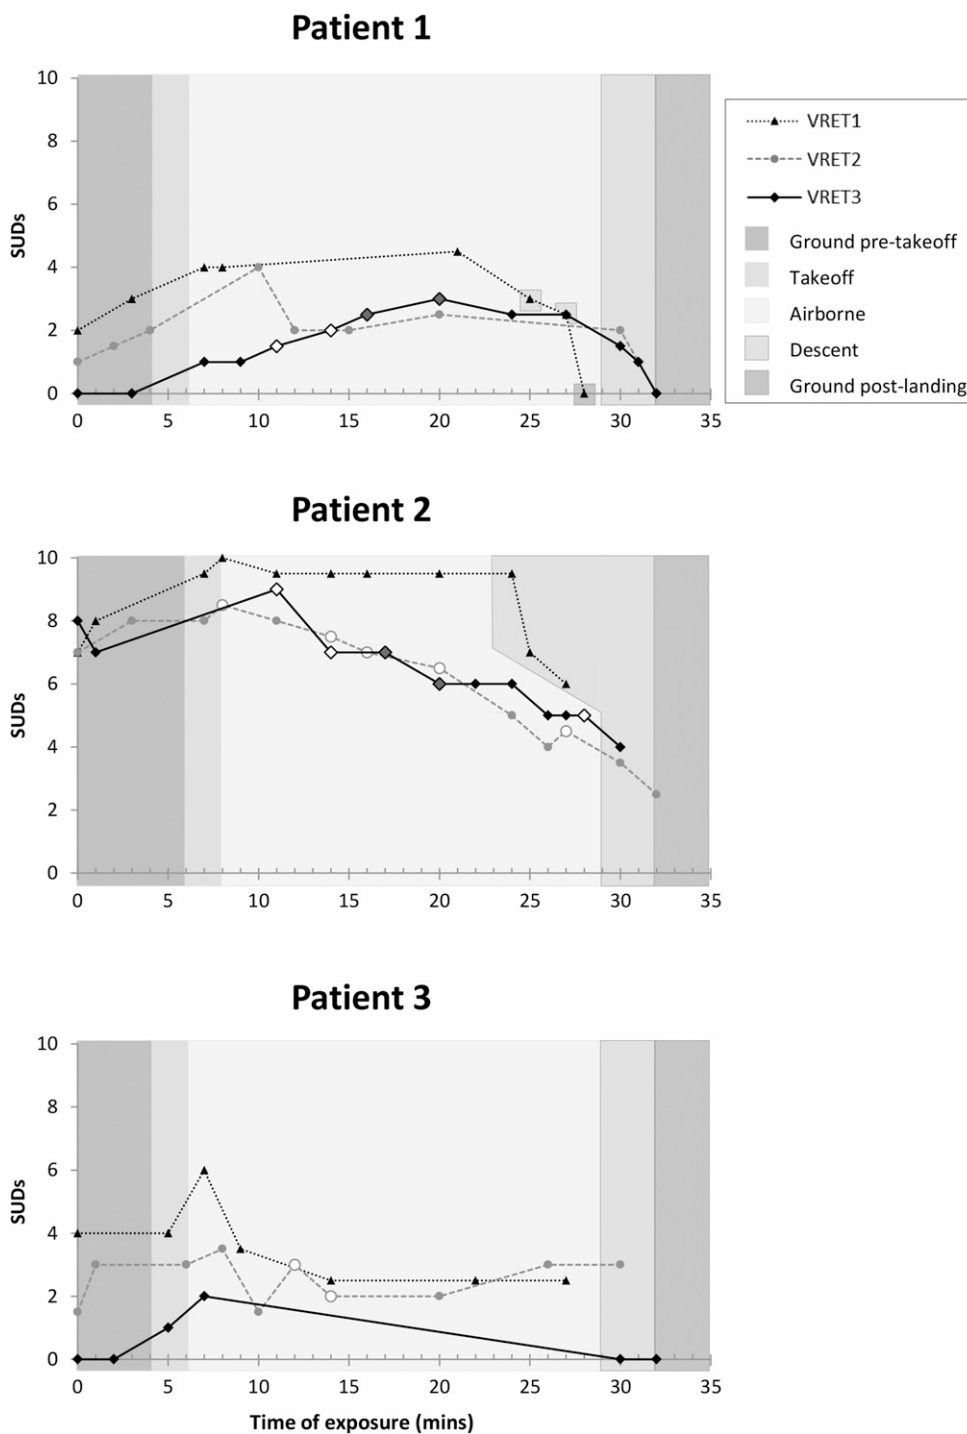 Patient 1
10
8
6
4
2
0
SUDs
0 5 10 15 20 25 30 35
VRET1
VRET2
VRET3
Ground pre-takeoff
Takeoff
Airborne
Descent
Ground post-landing
Patient 2
10
8
6
4
2
0
SUDs
0 5 10 15 20 25 30 35
Patient 3
10
8
6
4
2
0
SUDs
0 5 10 15 20 25 30 35
Time of exposure (mins)